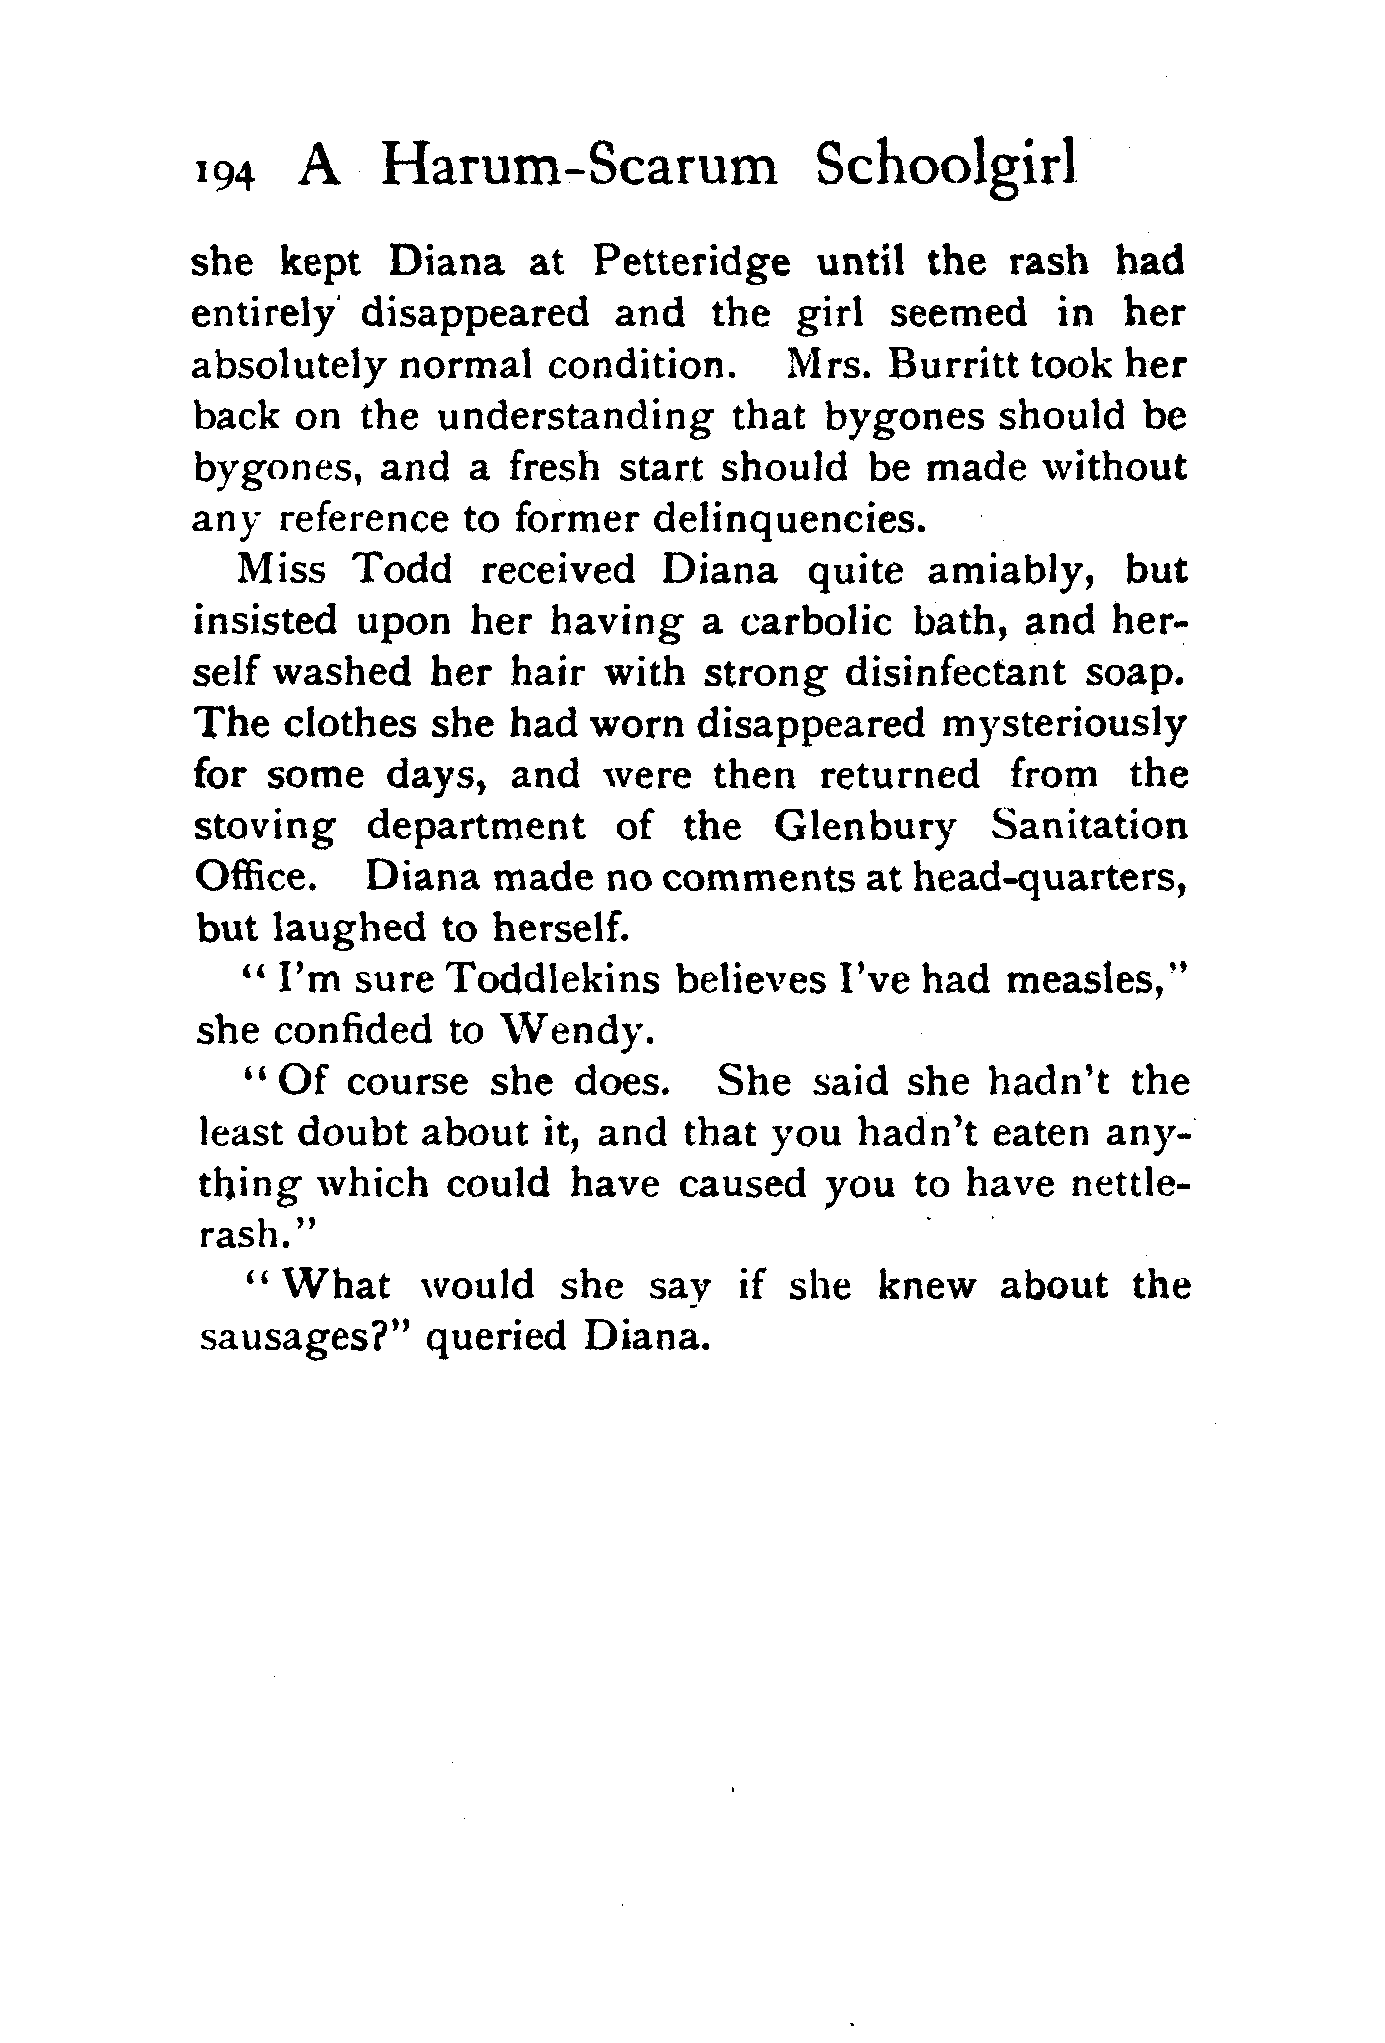 194 A Harum-Scarum Schoolgirl
she kept Diana at Petteridge until the rash had
entirely disappeared and the girl seemed in her
absolutely normal condition. Mrs. Burritt took her
back on the understanding that bygones should be
bygones, and a fresh start should be made without
any reference to former delinquencies.
Miss Todd received Diana quite amiably, but
insisted upon her having a carbolic bath, and her-
self washed her hair with strong disinfectant soap.
The clothes she had worn disappeared mysteriously
for some days, and were then returned from the
stoving department of the Glenbury Sanitation
Office. Diana made no comments at head-quarters,
but laughed to herself.
“I’m sure Toddlekins believes I’ve had measles,”
she confided to Wendy.
“Of course she does. She said she hadn’t the
least doubt about it, and that you hadn’t eaten any-
thing which could have caused you to have nettle-
rash.”
“What would she say if she knew about the
sausages?” queried Diana.